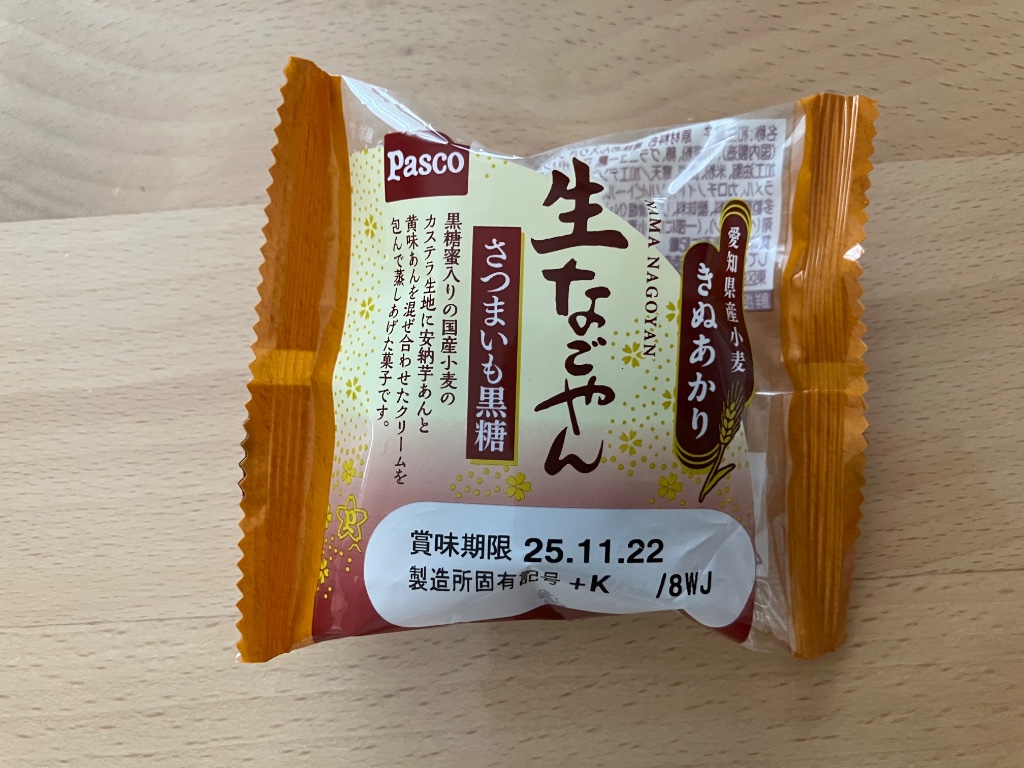 Pasco
生なごやん
NAMA NAGOYAN
愛知県産小麦
きぬあかり
さつまいも黒糖
黒糖蜜入りの国産小麦の
カステラ生地に安納芋あんと
黄味あんを混ぜ合わせたクリームを
包んで蒸しあげた菓子です。
賞味期限 25.11.22
製造所固有記号 +K /8WJ